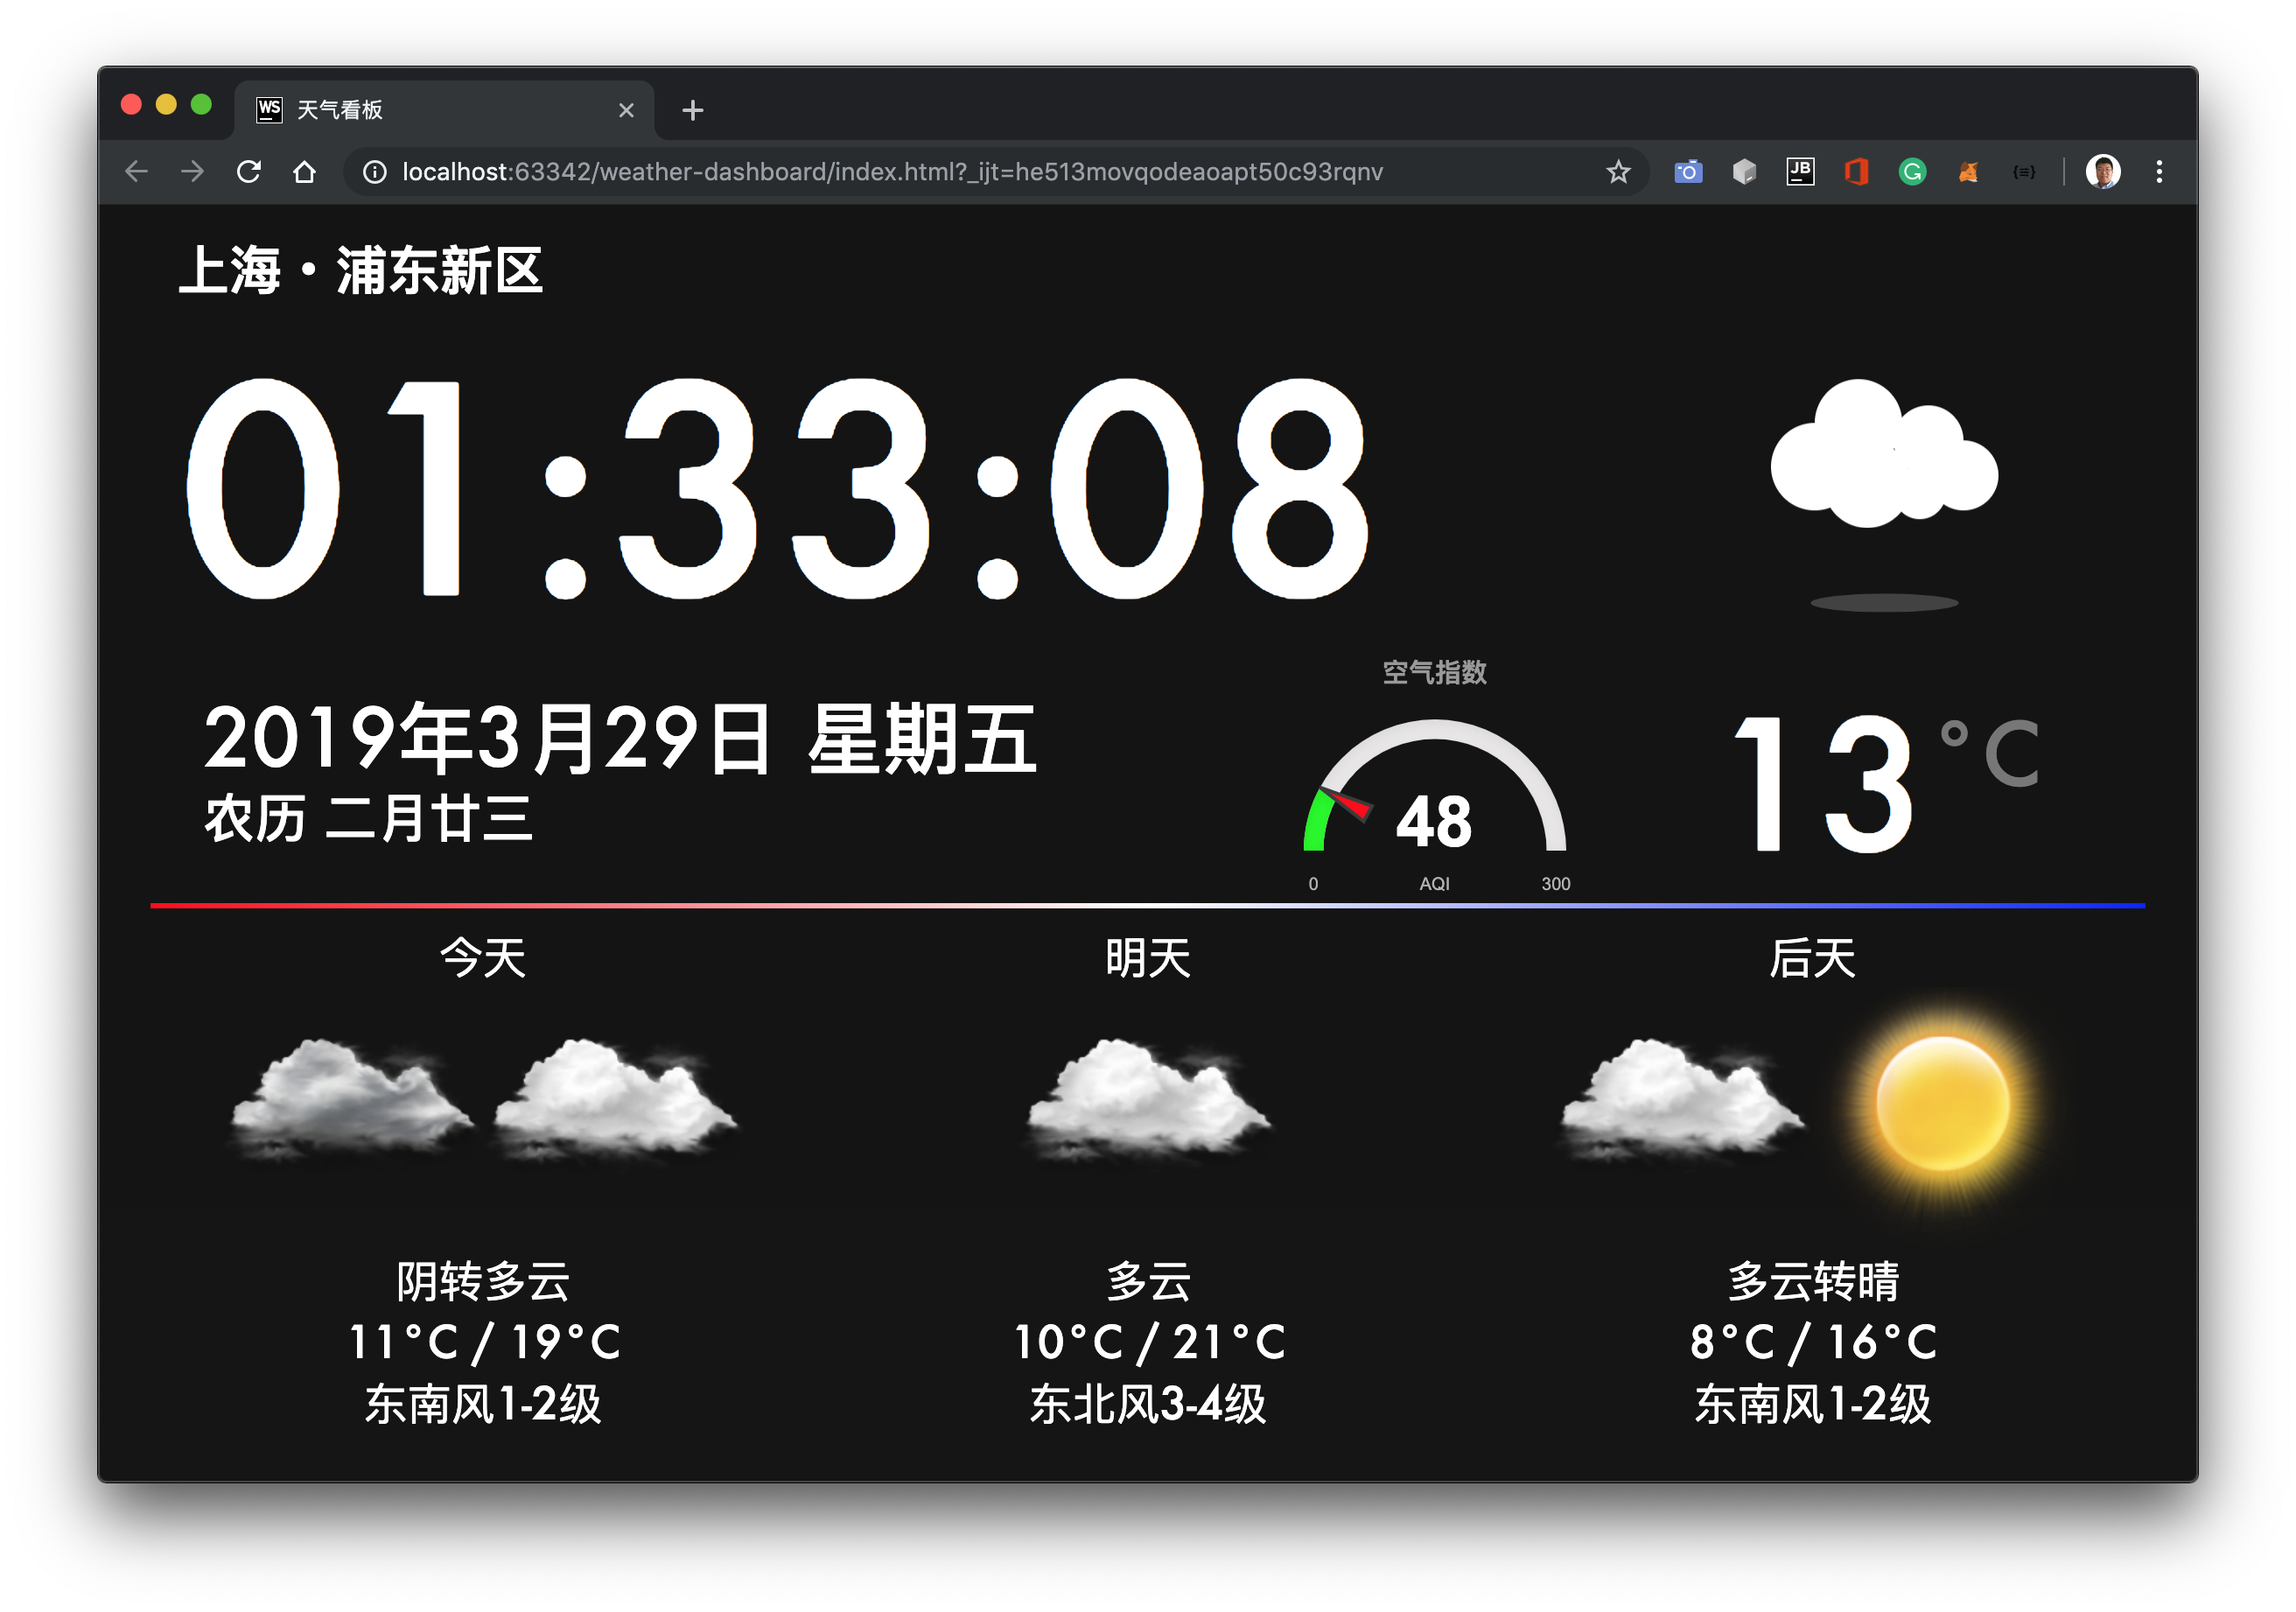 WS 天气看板
localhost:63342/weather-dashboard/index.html?_ijt=he513movqodeaoapt50c93rqnv
JB
G
{≡}
上海·浦东新区
01:33:08
空气指数
2019年3月29日 星期五
农历 二月廿三
48
0 AQI 300
13°C
今天
明天
后天
阴转多云
11°C / 19°C
东南风1-2级
多云
10°C / 21°C
东北风3-4级
多云转晴
8°C / 16°C
东南风1-2级